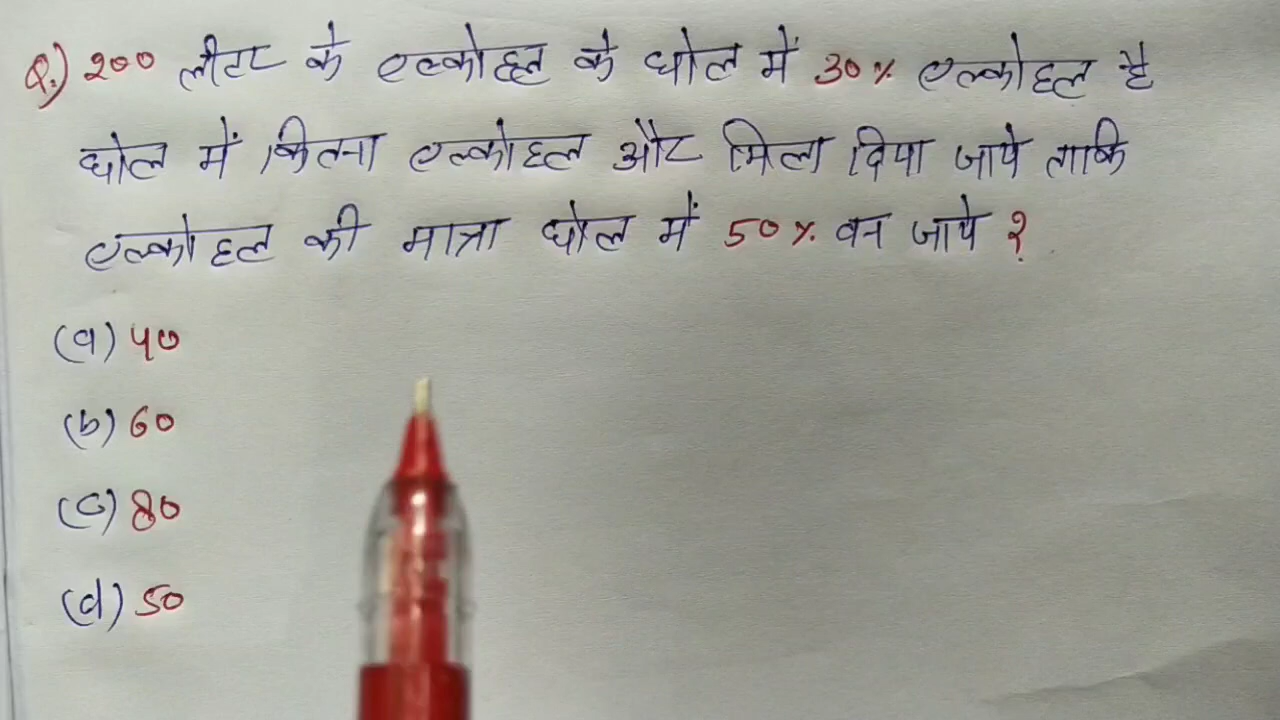 Q.) 200 लीटर के एल्कोहल के घोल में 30% एल्कोहल है
घोल में कितना एल्कोहल और मिला दिया जाये ताकि
एल्कोहल की मात्रा घोल में 50% बन जाये ?
(a) 40
(b) 60
(c) 80
(d) 50